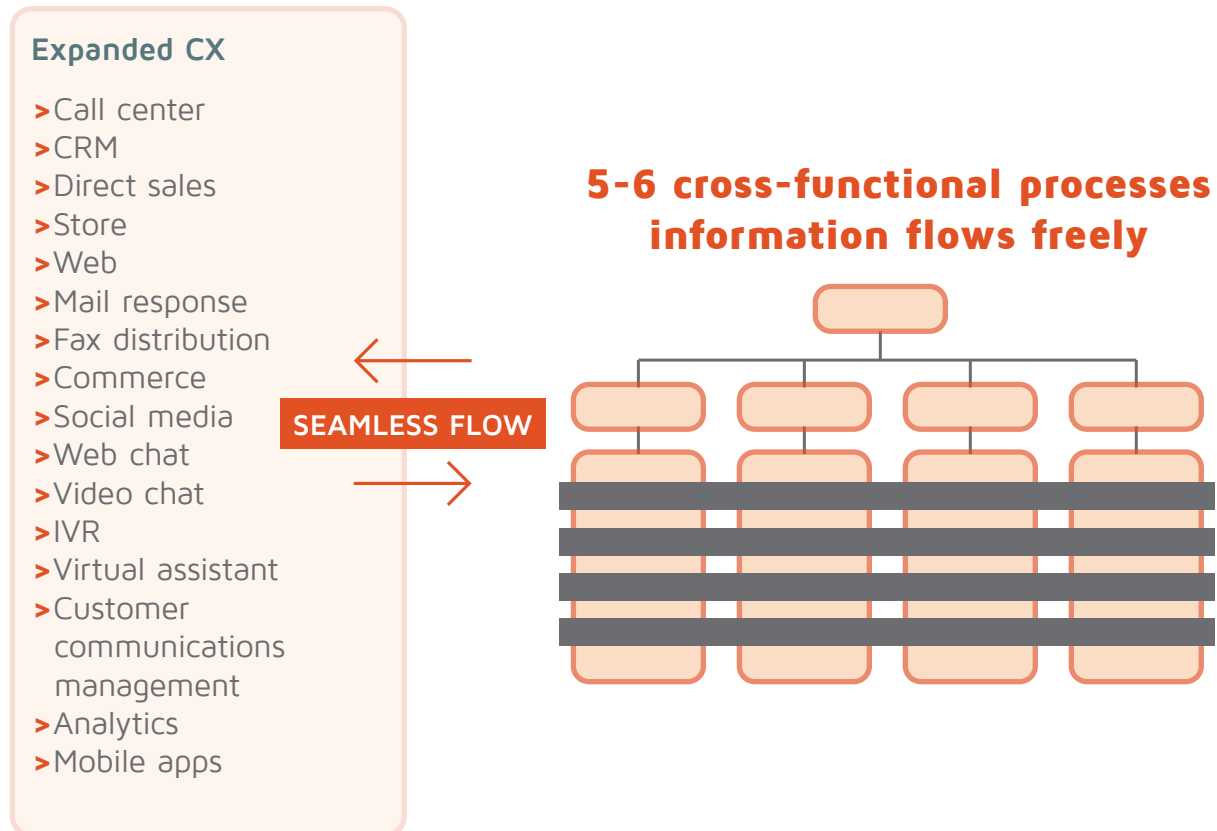 Expanded CX
>Call center
>CRM
>Direct sales
>Store
>Web
>Mail response
>Fax distribution
>Commerce
>Social media
>Web chat
>Video chat
>IVR
>Virtual assistant
>Customer
communications
management
>Analytics
>Mobile apps
SEAMLESS FLOW
5-6 cross-functional processes
information flows freely